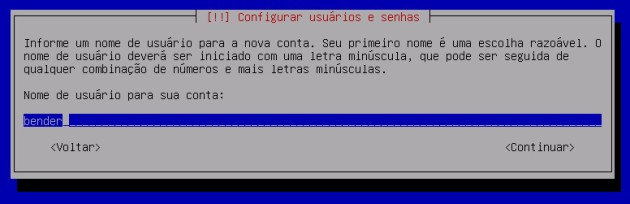 [!!] Configurar usuários e senhas
Informe um nome de usuário para a nova conta. Seu primeiro nome é uma escolha razoável. O
nome de usuário deverá ser iniciado com uma letra minúscula, que pode ser seguida de
qualquer combinação de números e mais letras minúsculas.
Nome de usuário para sua conta:
bender
<Voltar> <Continuar>